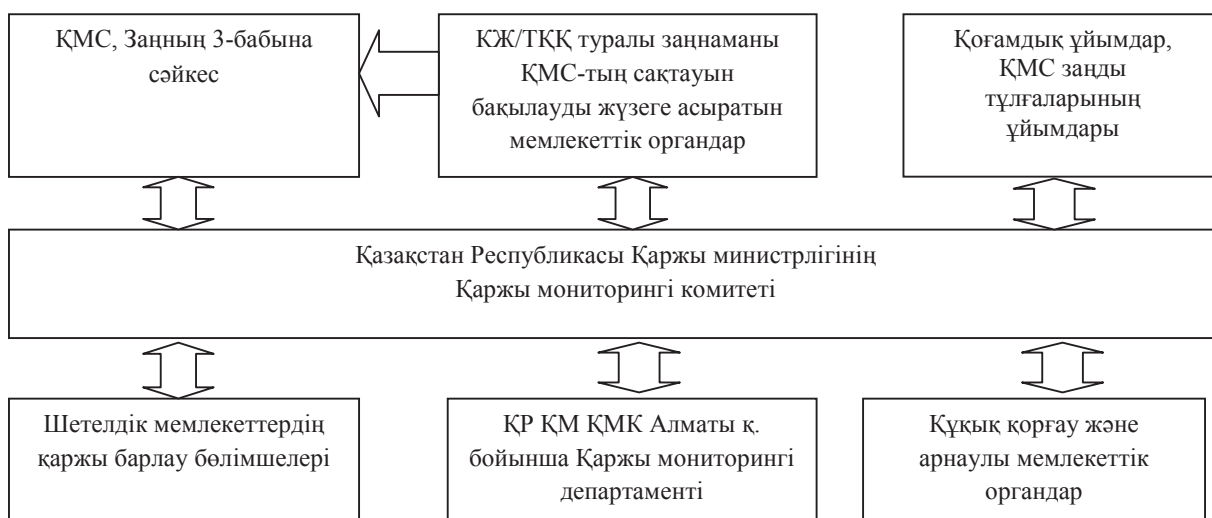 ҚМС, Заңның 3-бабына
сәйкес
КЖ/ТҚҚ туралы заңнаманы
ҚМС-тың сақтауын
бақылауды жүзеге асыратын
мемлекеттік органдар
Қоғамдық ұйымдар,
ҚМС заңды
тұлғаларының
ұйымдары
Қазақстан Республикасы Қаржы министрлігінің
Қаржы мониторингі комитеті
Шетелдік мемлекеттердің
қаржы барлау бөлімшелері
ҚР ҚМ ҚМК Алматы қ.
бойынша Қаржы мониторингі
департаменті
Құқық қорғау және
арнаулы мемлекеттік
органдар